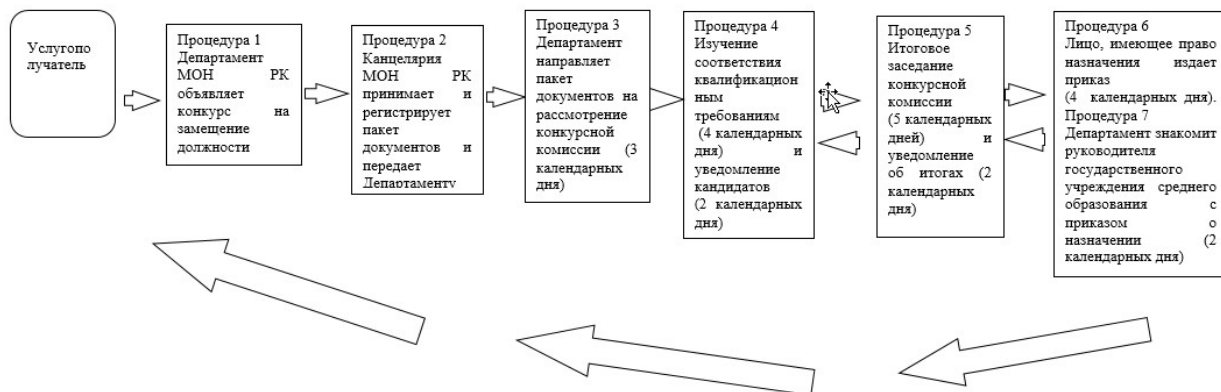 Услугопо
лучатель
Процедура 1
Департамент
МОН РК
объявляет
конкурс на
замещение
должности
Процедура 2
Канцелярия
МОН РК
принимает и
регистрирует
пакет
документов и
передает
Департаменту
Процедура 3
Департамент
направляет
пакет
документов на
рассмотрение
конкурсной
комиссии (3
календарных
дня)
Процедура 4
Изучение
соответствия
квалификацион
ным
требованиям
(4 календарных
дня) и
уведомление
кандидатов
(2 календарных
дня)
Процедура 5
Итоговое
заседание
конкурсной
комиссии
(5 календарных
дней) и
уведомление
об итогах (2
календарных
дня)
Процедура 6
Лицо, имеющее право
назначения издает
приказ
(4 календарных дня).
Процедура 7
Департамент знакомит
руководителя
государственного
учреждения среднего
образования с
приказом о
назначении (2
календарных дня)